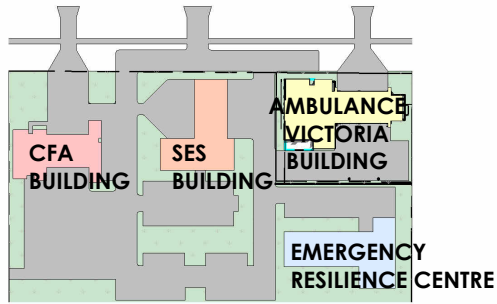 CFA
BUILDING
SES
BUILDING
AMBULANCE
VICTORIA
BUILDING
EMERGENCY
RESILIENCE CENTRE